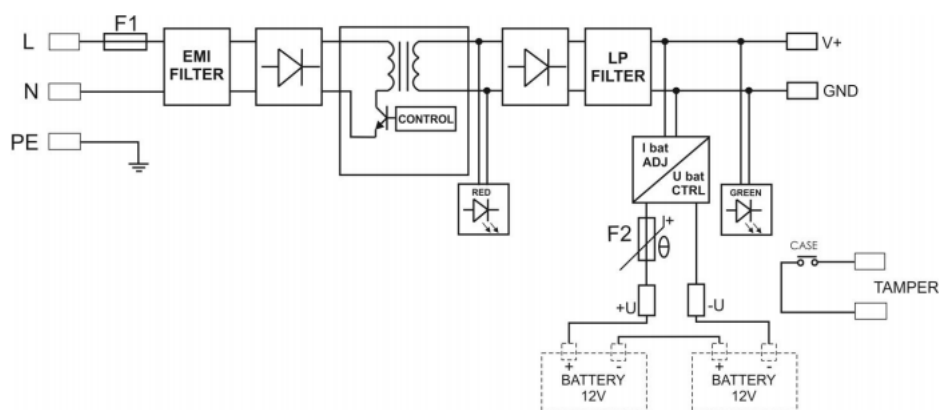 F1
L
N
PE
EMI
FILTER
CONTROL
RED
LP
FILTER
V+
GND
I bat
ADJ
U bat
CTRL
GREEN
F2
I+
θ
CASE
TAMPER
+U
-U
+ -
+ -
BATTERY
12V
BATTERY
12V